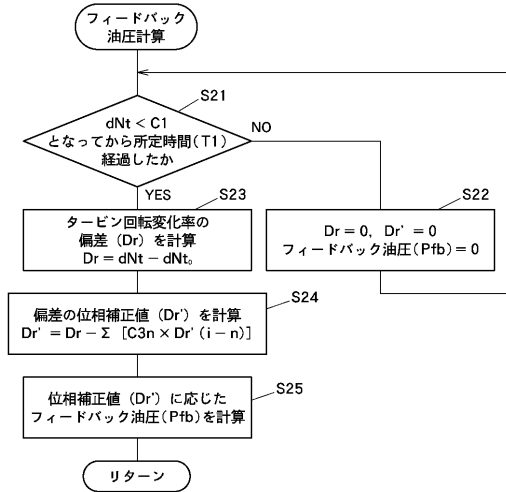 フィードバック
油圧計算
S21
dNt < C1
となってから所定時間(T1)
経過したか
NO
YES
S23
タービン回転変化率の
偏差(Dr)を計算
Dr = dNt − dNt。
S22
Dr = 0, Dr' = 0
フィードバック油圧(Pfb) = 0
S24
偏差の位相補正値(Dr')を計算
Dr' = Dr − Σ [C3n × Dr' (i − n)]
S25
位相補正値(Dr')に応じた
フィードバック油圧(Pfb)を計算
リターン